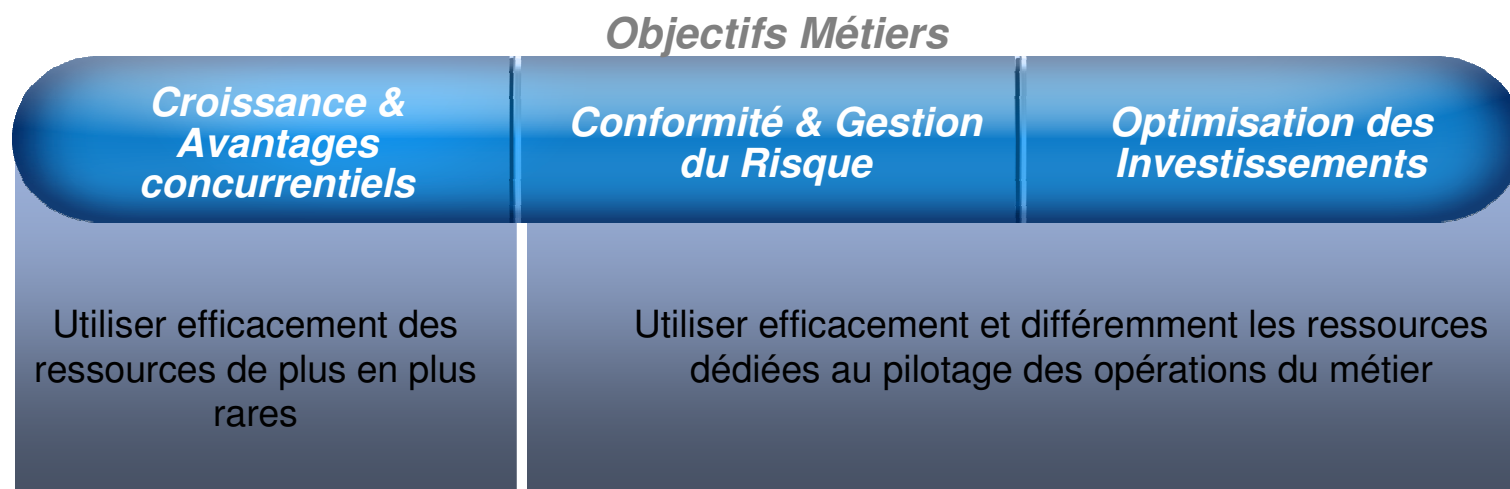 Objectifs Métiers
Croissance &
Avantages
concurrentiels
Conformité & Gestion
du Risque
Optimisation des
Investissements
Utiliser efficacement des
ressources de plus en plus
rares
Utiliser efficacement et différemment les ressources
dédiées au pilotage des opérations du métier